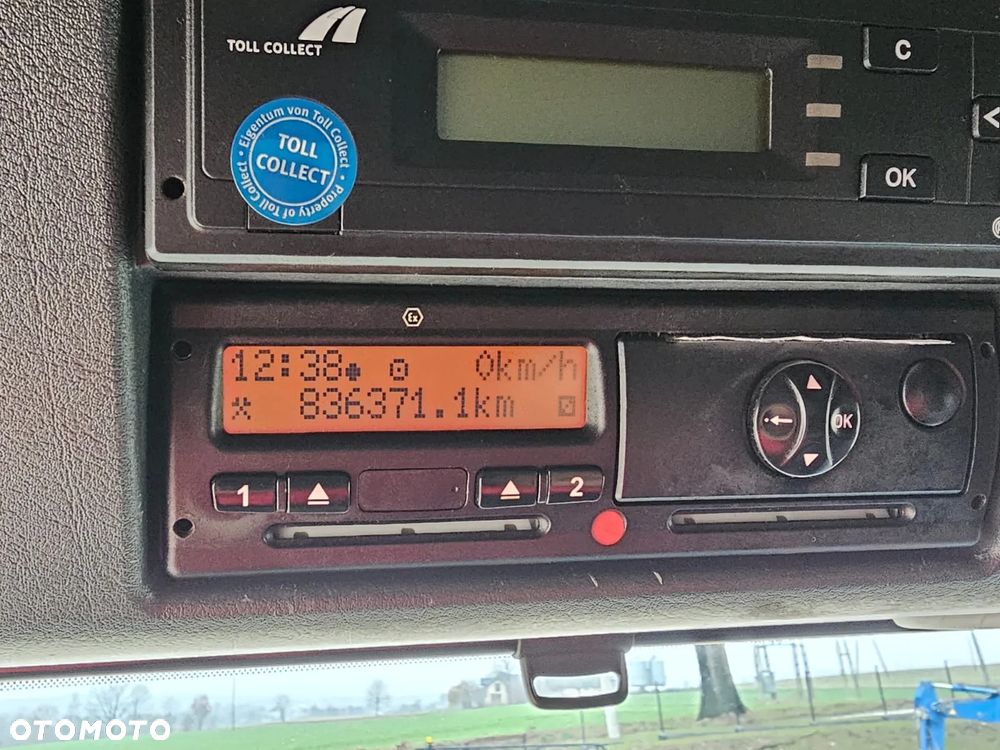 TOLL COLLECT
Eigentum von Toll Collect
TOLL
COLLECT
Property of Toll Collect
C
<
OK
Ex
12:38 0km/h
836371.1km
OK
1
2
OTOMOTO